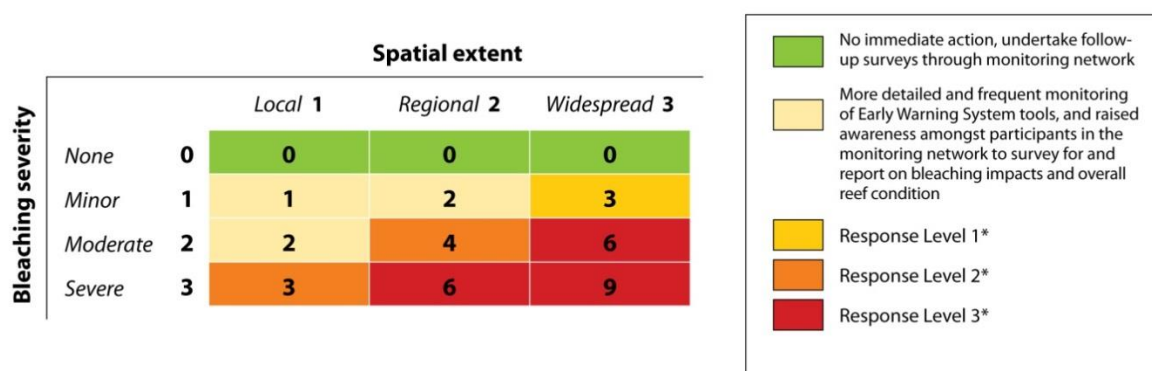 Spatial extent
Bleaching severity
Local 1 Regional 2 Widespread 3
None 0 0 0 0
Minor 1 1 2 3
Moderate 2 2 4 6
Severe 3 3 6 9
No immediate action, undertake follow-
up surveys through monitoring network
More detailed and frequent monitoring
of Early Warning System tools, and raised
awareness amongst participants in the
monitoring network to survey for and
report on bleaching impacts and overall
reef condition
Response Level 1*
Response Level 2*
Response Level 3*